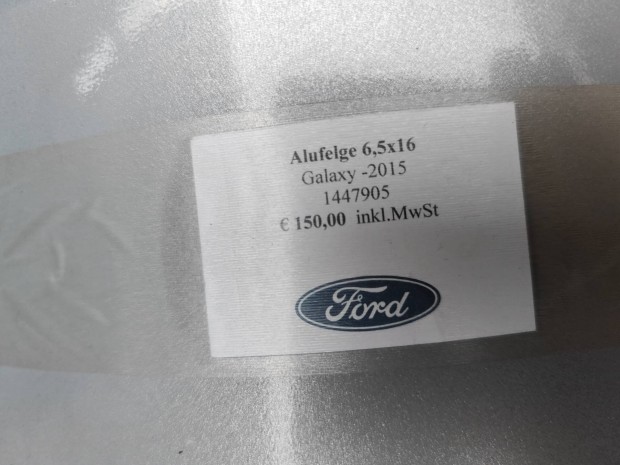 Alufelge 6,5x16
Galaxy -2015
1447905
€ 150,00 inkl.MwSt
Ford